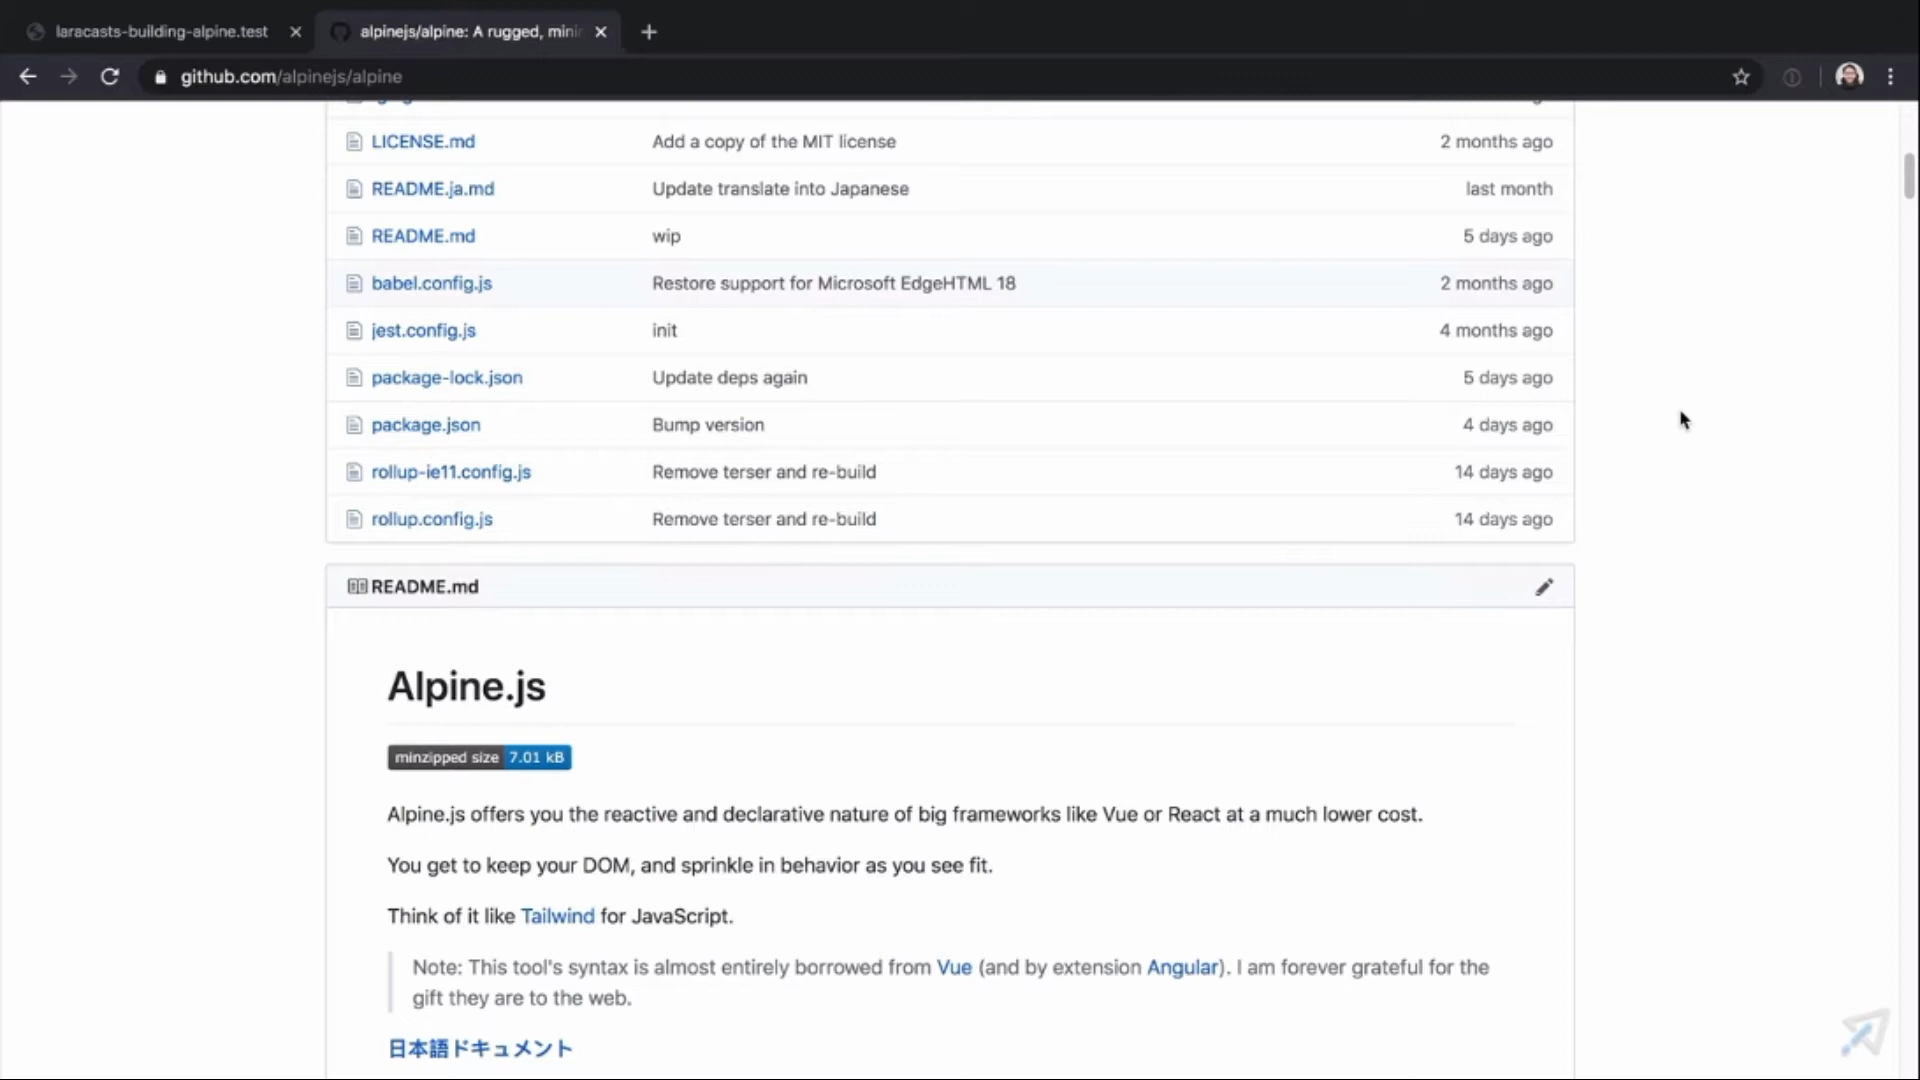 laracasts-building-alpine.test
alpinejs/alpine: A rugged, mini
github.com/alpinejs/alpine
LICENSE.md Add a copy of the MIT license 2 months ago
README.ja.md Update translate into Japanese last month
README.md wip 5 days ago
babel.config.js Restore support for Microsoft EdgeHTML 18 2 months ago
jest.config.js init 4 months ago
package-lock.json Update deps again 5 days ago
package.json Bump version 4 days ago
rollup-ie11.config.js Remove terser and re-build 14 days ago
rollup.config.js Remove terser and re-build 14 days ago
README.md
Alpine.js
minzipped size 7.01 kB
Alpine.js offers you the reactive and declarative nature of big frameworks like Vue or React at a much lower cost.
You get to keep your DOM, and sprinkle in behavior as you see fit.
Think of it like Tailwind for JavaScript.
Note: This tool's syntax is almost entirely borrowed from Vue (and by extension Angular). I am forever grateful for the
gift they are to the web.
日本語ドキュメント